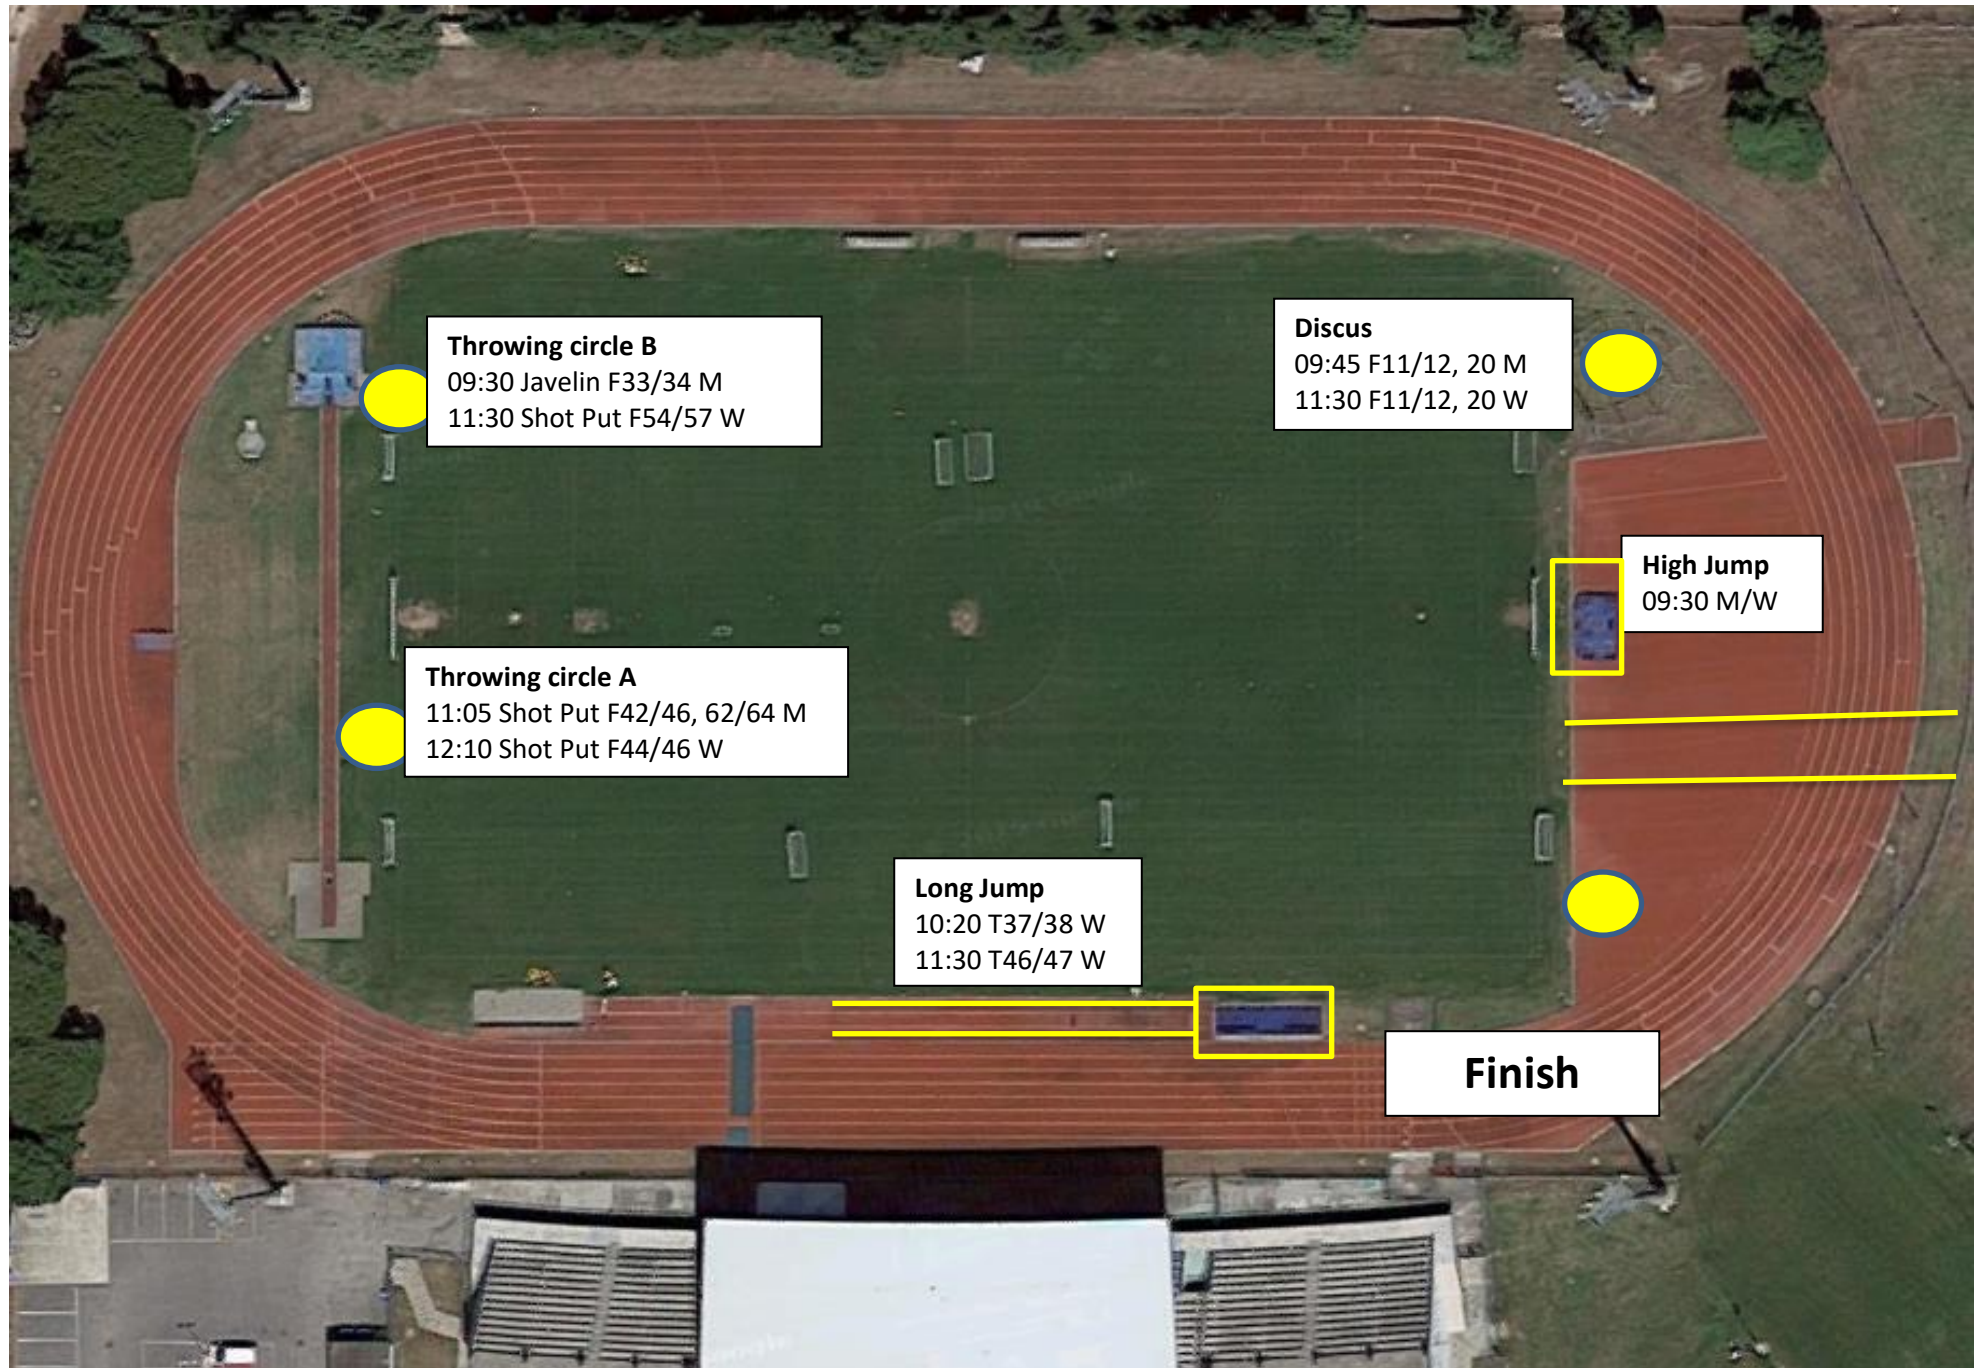 Throwing circle B
09:30 Javelin F33/34 M
11:30 Shot Put F54/57 W
Discus
09:45 F11/12, 20 M
11:30 F11/12, 20 W
High Jump
09:30 M/W
Throwing circle A
11:05 Shot Put F42/46, 62/64 M
12:10 Shot Put F44/46 W
Long Jump
10:20 T37/38 W
11:30 T46/47 W
Finish